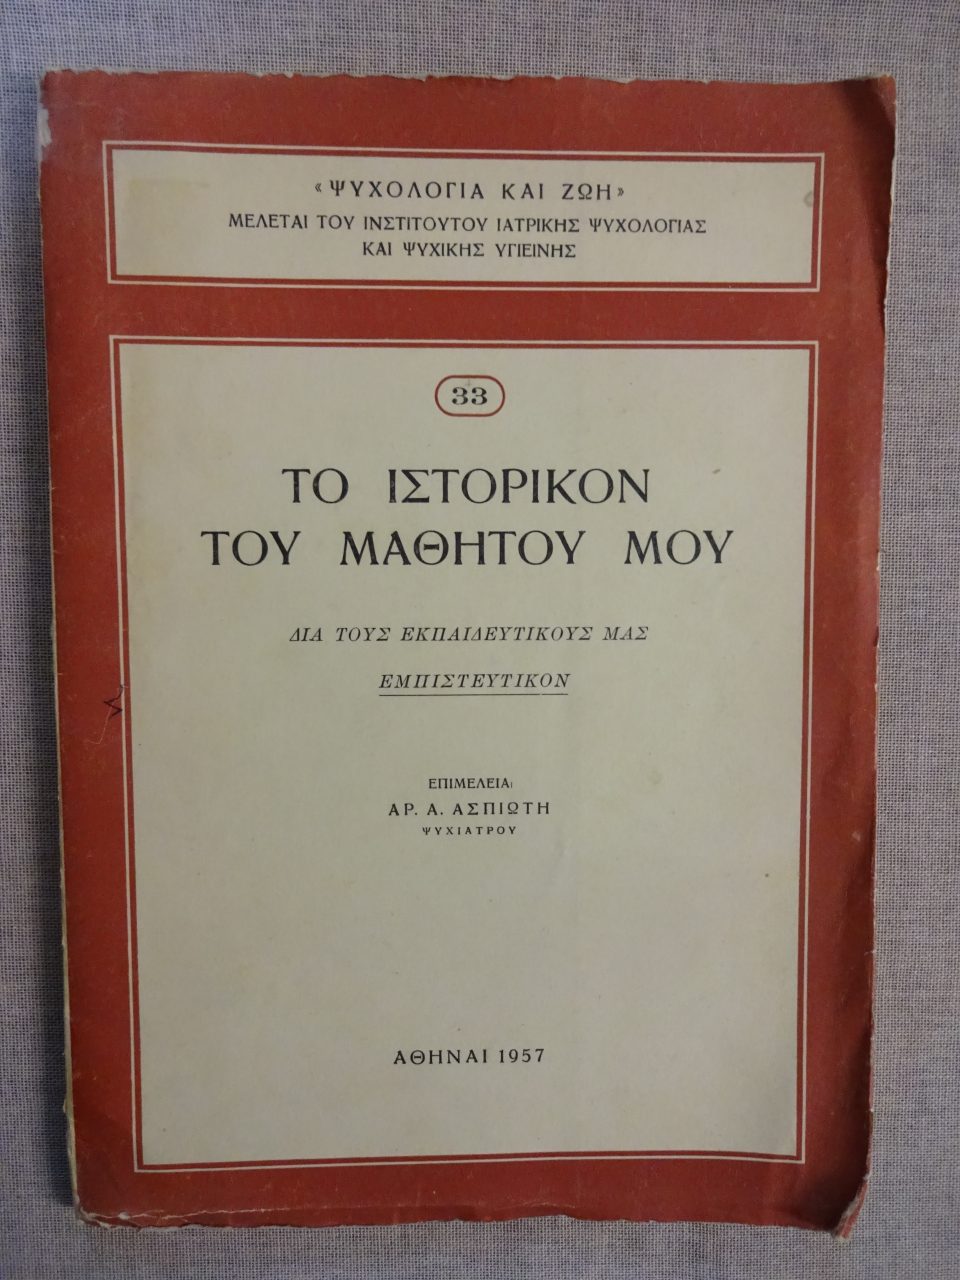 «ΨΥΧΟΛΟΓΙΑ ΚΑΙ ΖΩΗ»
ΜΕΛΕΤΑΙ ΤΟΥ ΙΝΣΤΙΤΟΥΤΟΥ ΙΑΤΡΙΚΗΣ ΨΥΧΟΛΟΓΙΑΣ
ΚΑΙ ΨΥΧΙΚΗΣ ΥΓΙΕΙΝΗΣ
33
ΤΟ ΙΣΤΟΡΙΚΟΝ
ΤΟΥ ΜΑΘΗΤΟΥ ΜΟΥ
ΔΙΑ ΤΟΥΣ ΕΚΠΑΙΔΕΥΤΙΚΟΥΣ ΜΑΣ
ΕΜΠΙΣΤΕΥΤΙΚΟΝ
ΕΠΙΜΕΛΕΙΑ:
ΑΡ. Α. ΑΣΠΙΩΤΗ
ΨΥΧΙΑΤΡΟΥ
ΑΘΗΝΑΙ 1957